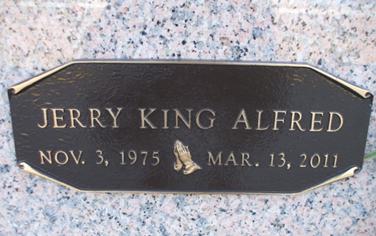 JERRY KING ALFRED
NOV. 3, 1975 MAR. 13, 2011